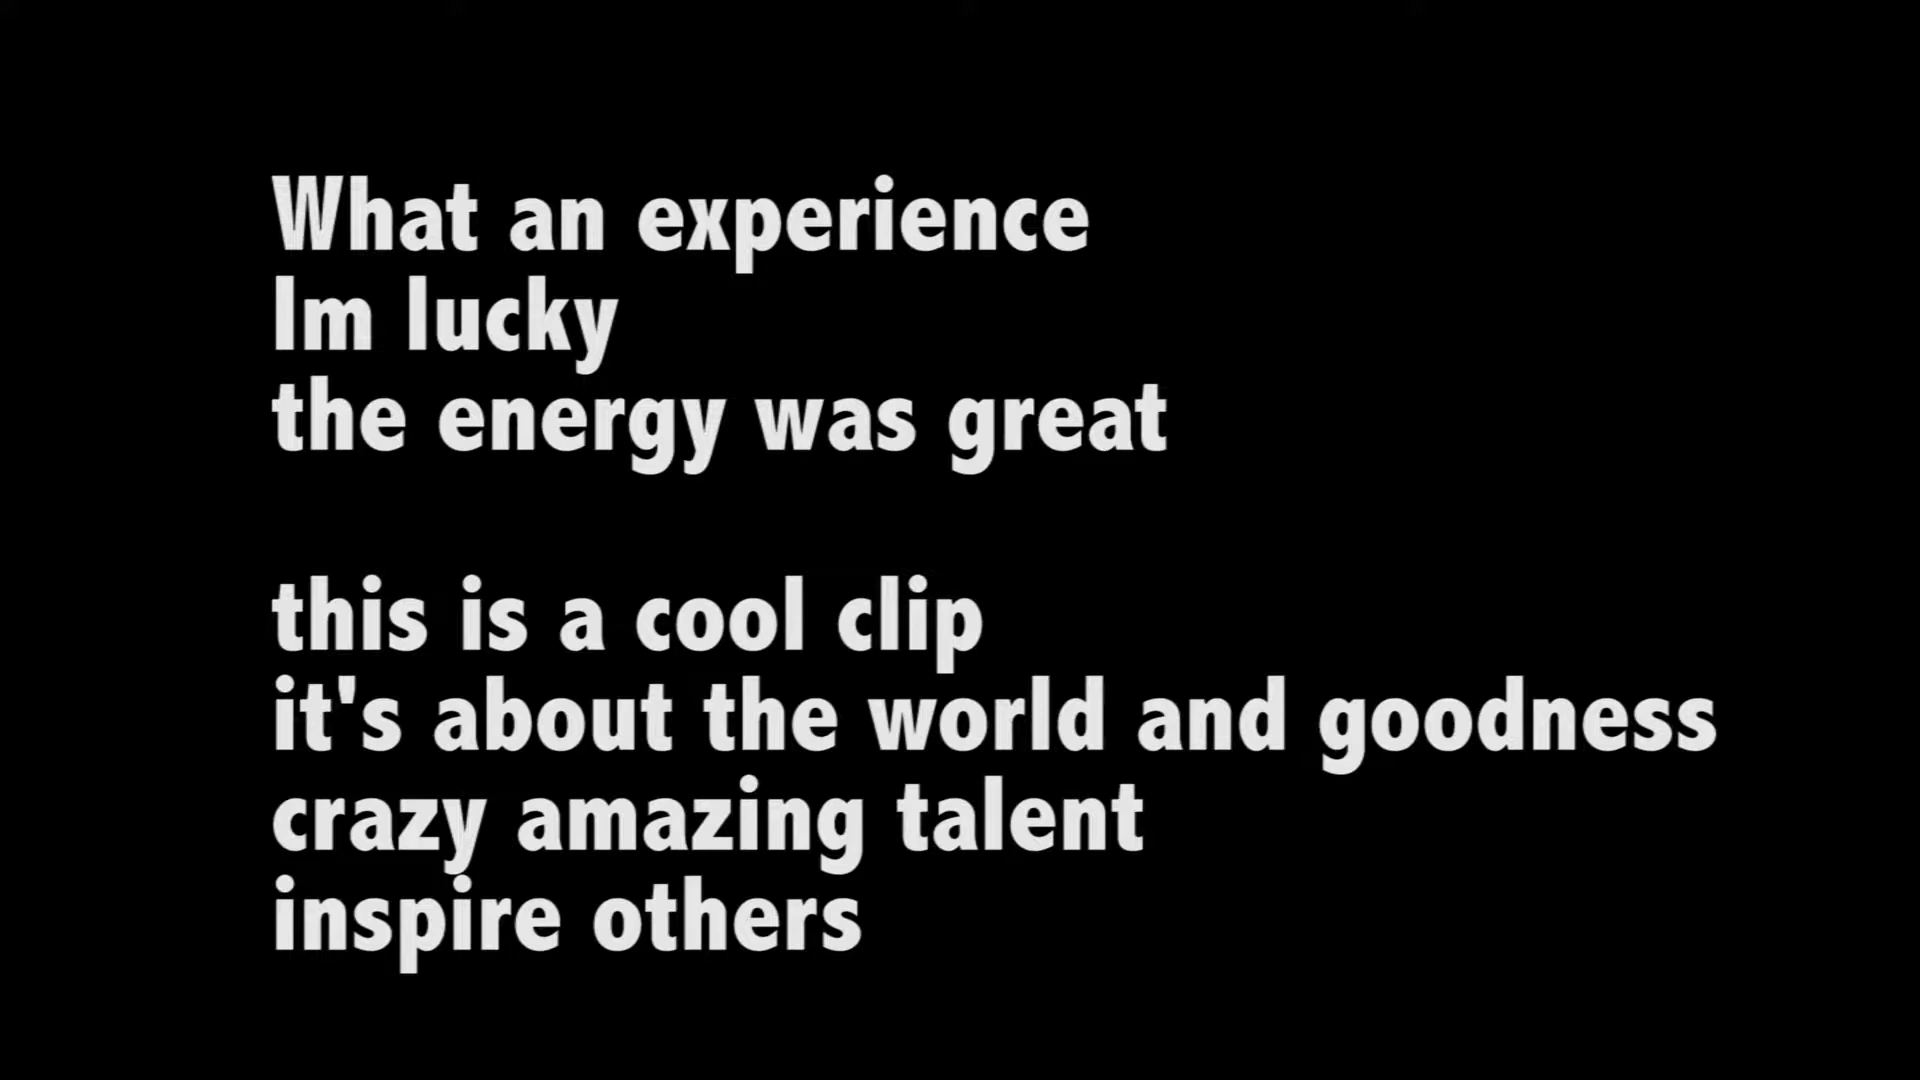 What an experience
Im lucky
the energy was great
this is a cool clip
it's about the world and goodness
crazy amazing talent
inspire others